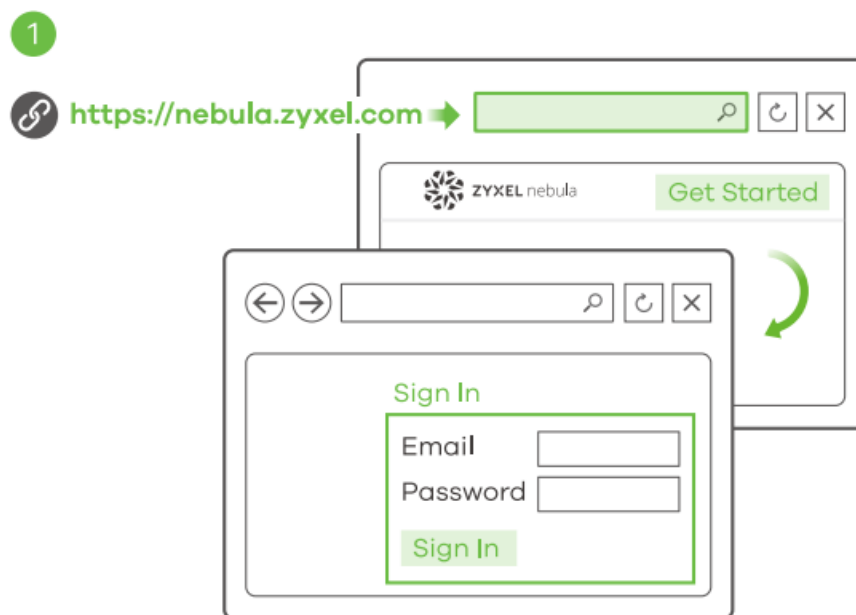 1
https://nebula.zyxel.com
ZYXEL nebula
Get Started
Sign In
Email
Password
Sign In